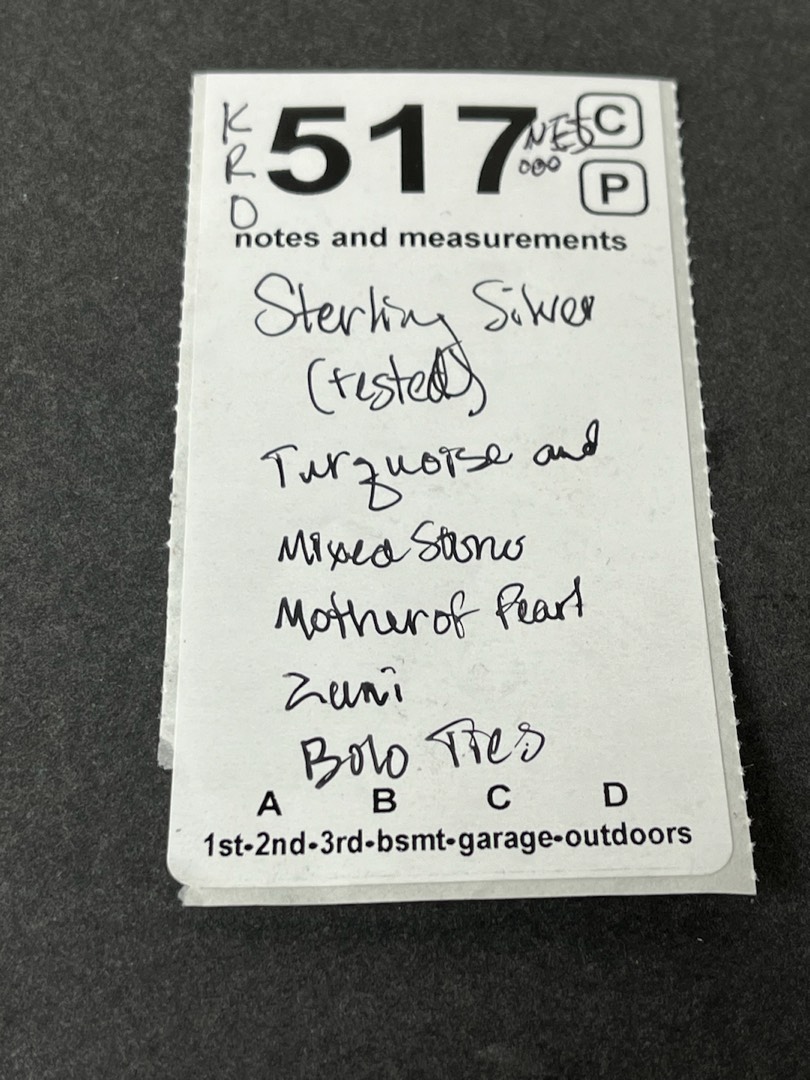 KRO 517 C
P
notes and measurements
Sterling Silver
(tested)
Turquoise and
Mixed Stone
Mother of Pearl
Zuni
Bolo Ties
A B C D
1st-2nd-3rd-bsmt-garage-outdoors